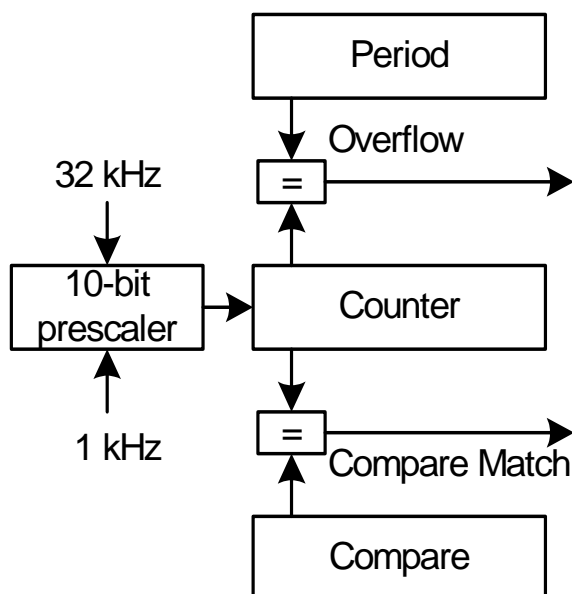 Period
Overflow
=
32 kHz
10-bit
prescaler
Counter
1 kHz
=
Compare Match
Compare